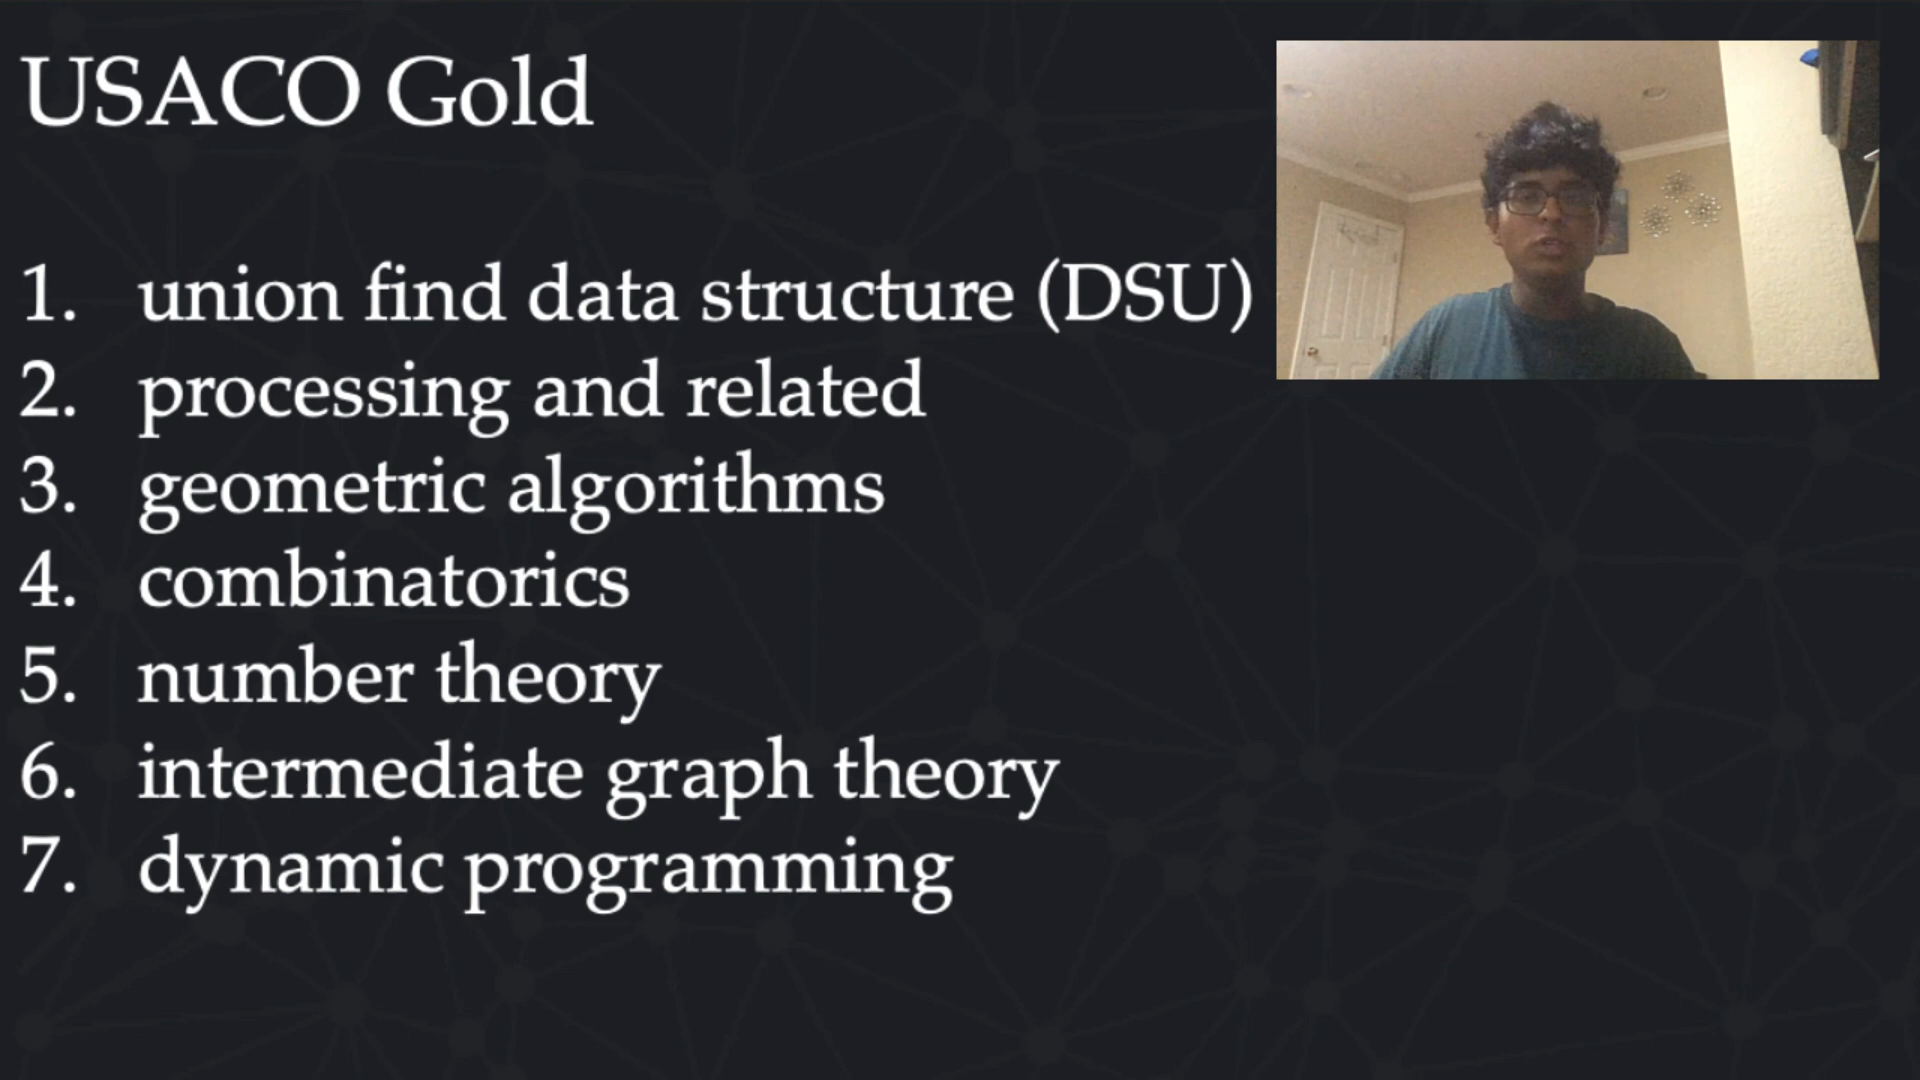 USACO Gold
1. union find data structure (DSU)
2. processing and related
3. geometric algorithms
4. combinatorics
5. number theory
6. intermediate graph theory
7. dynamic programming